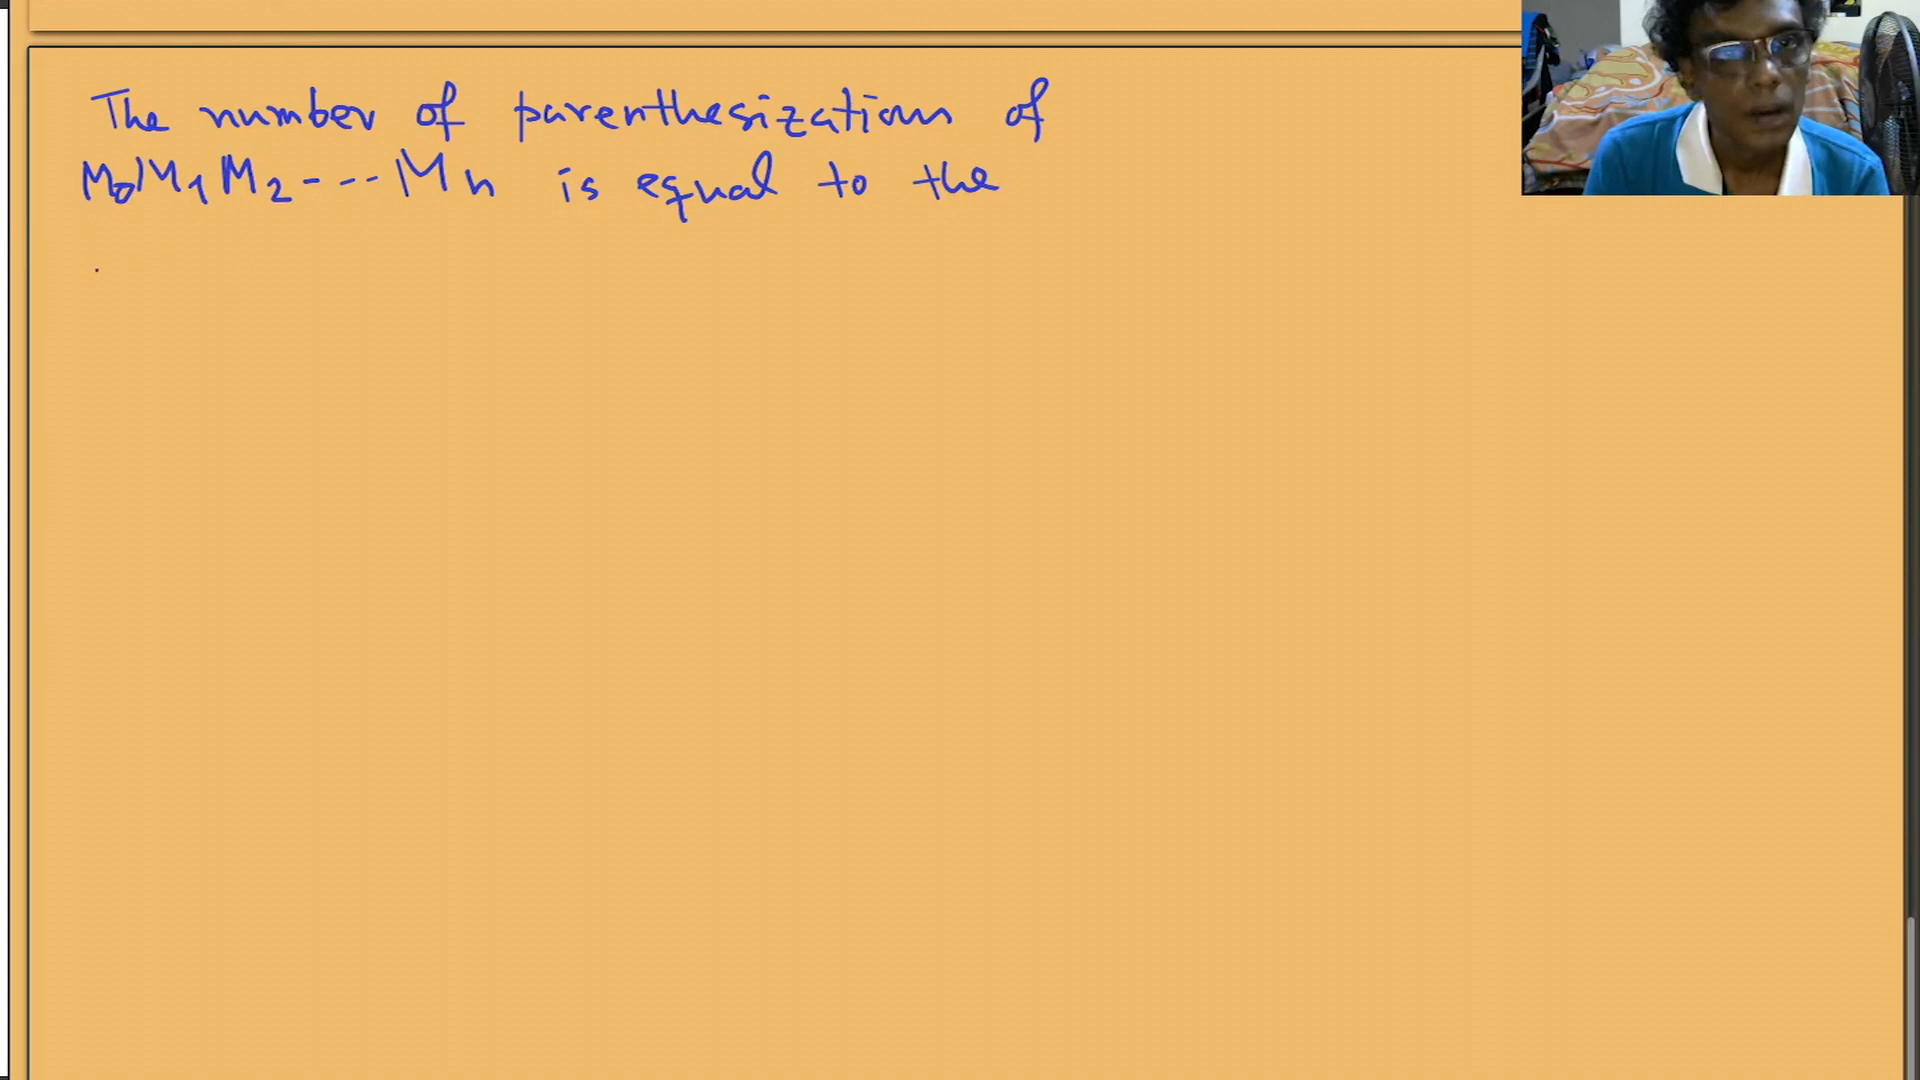 The number of parenthesizations of
M₀M₁M₂---Mn is equal to the